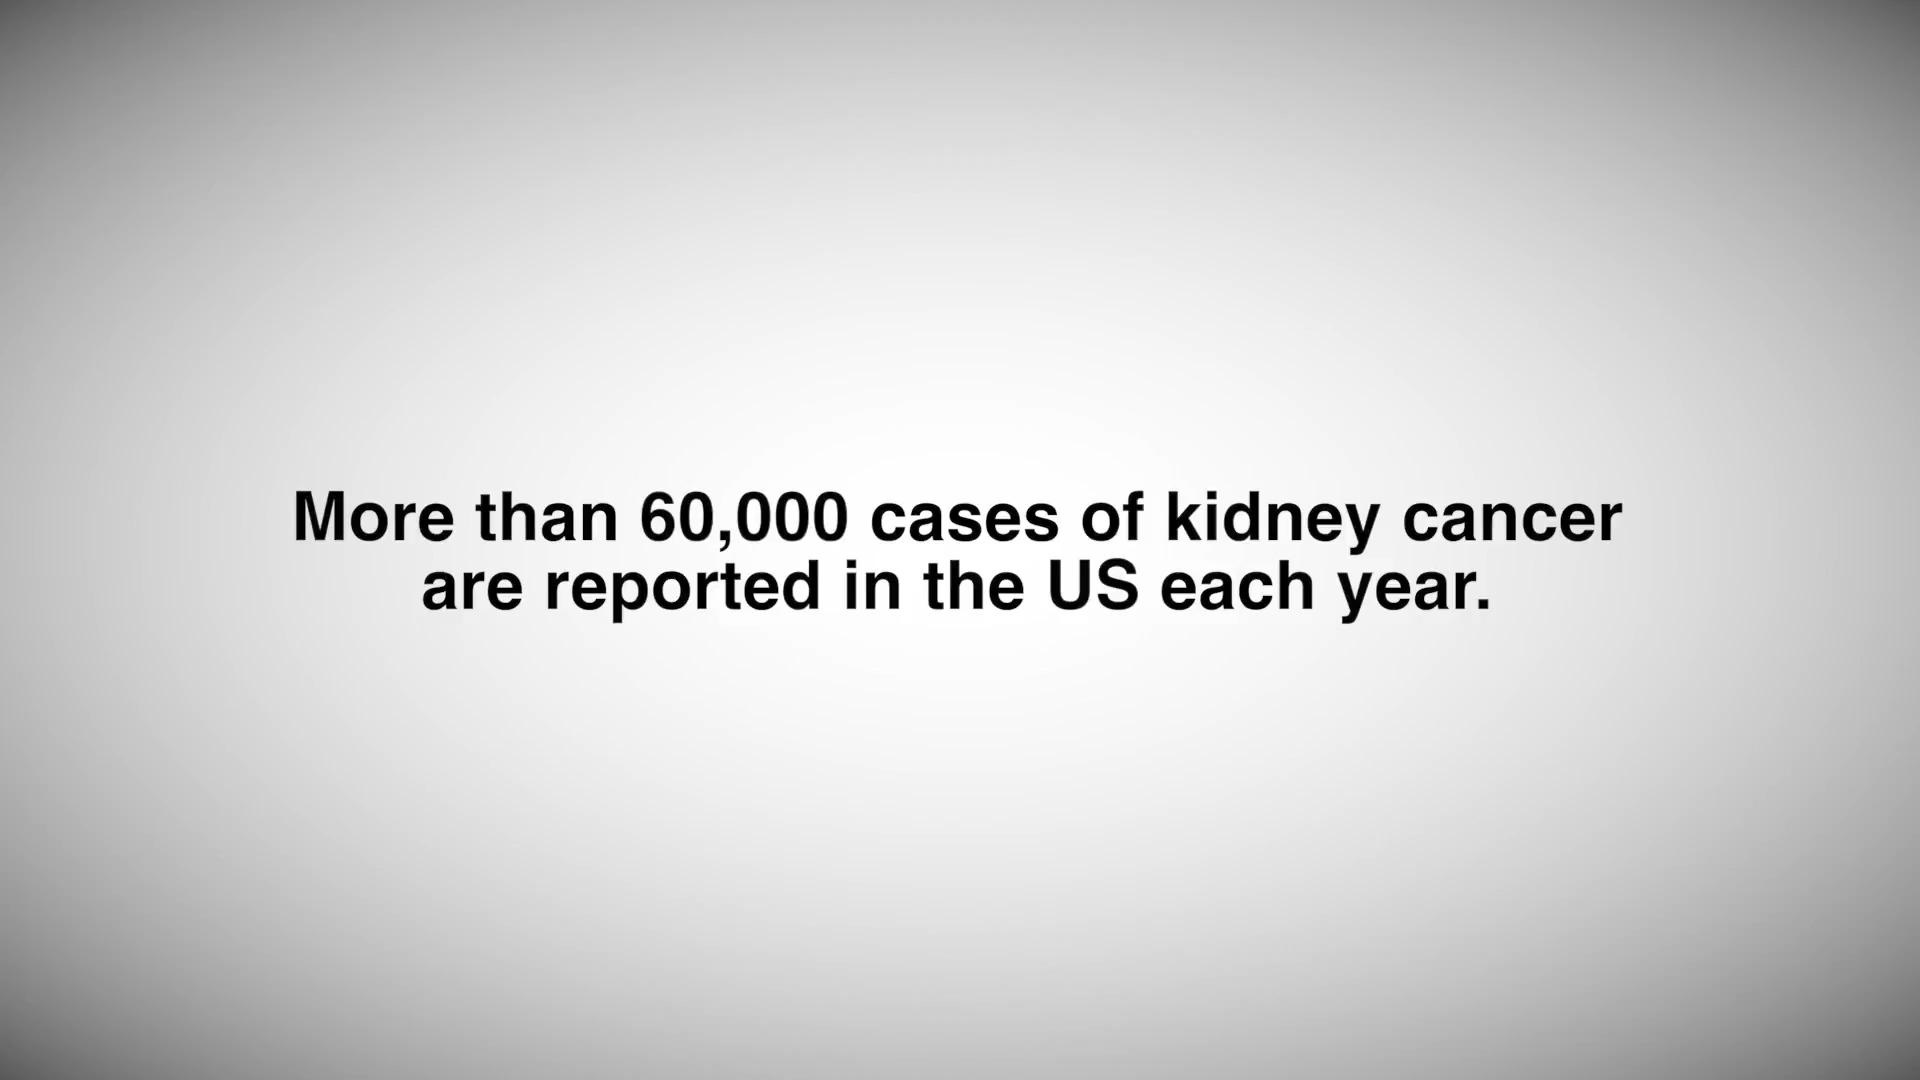 More than 60,000 cases of kidney cancer
are reported in the US each year.